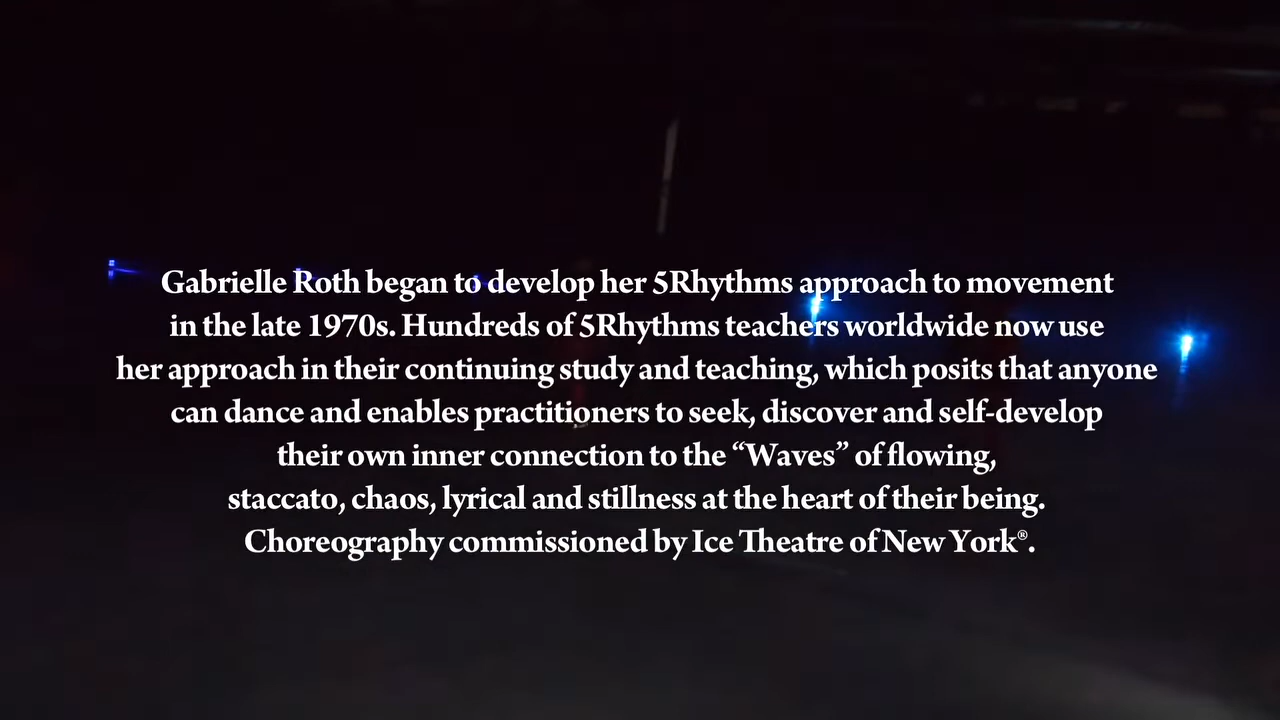 Gabrielle Roth began to develop her 5Rhythms approach to movement
in the late 1970s. Hundreds of 5Rhythms teachers worldwide now use
her approach in their continuing study and teaching, which posits that anyone
can dance and enables practitioners to seek, discover and self-develop
their own inner connection to the “Waves” of flowing,
staccato, chaos, lyrical and stillness at the heart of their being.
Choreography commissioned by Ice Theatre of New York®.